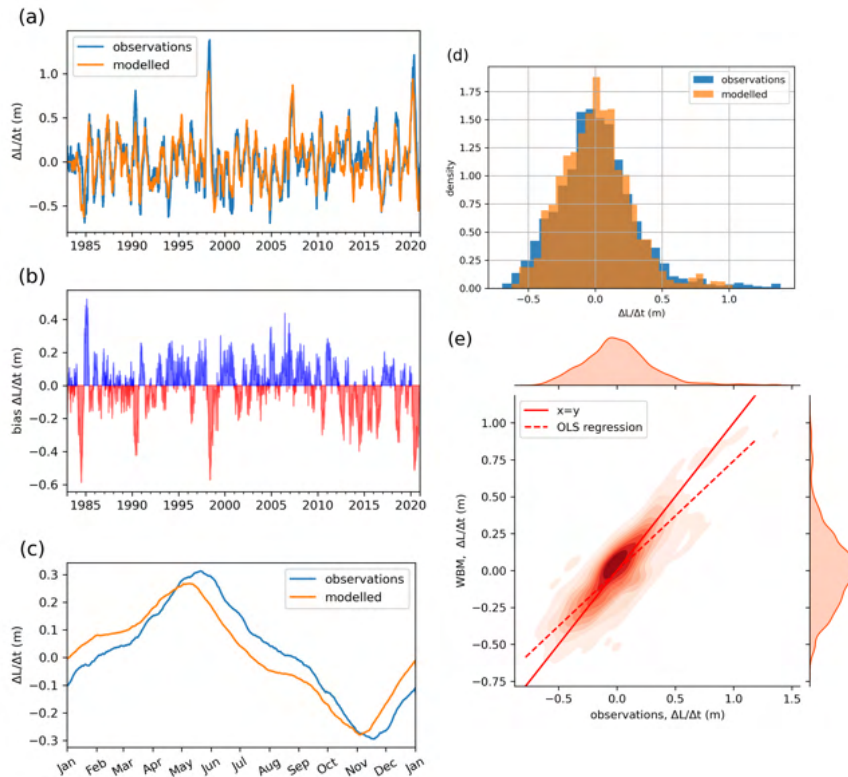 (a)
observations
modelled
ΔL/Δt (m)
1.0
0.5
0.0
−0.5
1985 1990 1995 2000 2005 2010 2015 2020
(b)
bias ΔL/Δt (m)
0.4
0.2
0.0
−0.2
−0.4
−0.6
1985 1990 1995 2000 2005 2010 2015 2020
(c)
observations
modelled
ΔL/Δt (m)
0.3
0.2
0.1
0.0
−0.1
−0.2
−0.3
Jan Feb Mar Apr May Jun Jul Aug Sep Oct Nov Dec Jan
(d)
observations
modelled
density
1.75
1.50
1.25
1.00
0.75
0.50
0.25
0.00
−0.5 0.0 0.5 1.0
ΔL/Δt (m)
(e)
x=y
OLS regression
WBM, ΔL/Δt (m)
1.00
0.75
0.50
0.25
0.00
−0.25
−0.50
−0.75
−0.5 0.0 0.5 1.0 1.5
observations, ΔL/Δt (m)